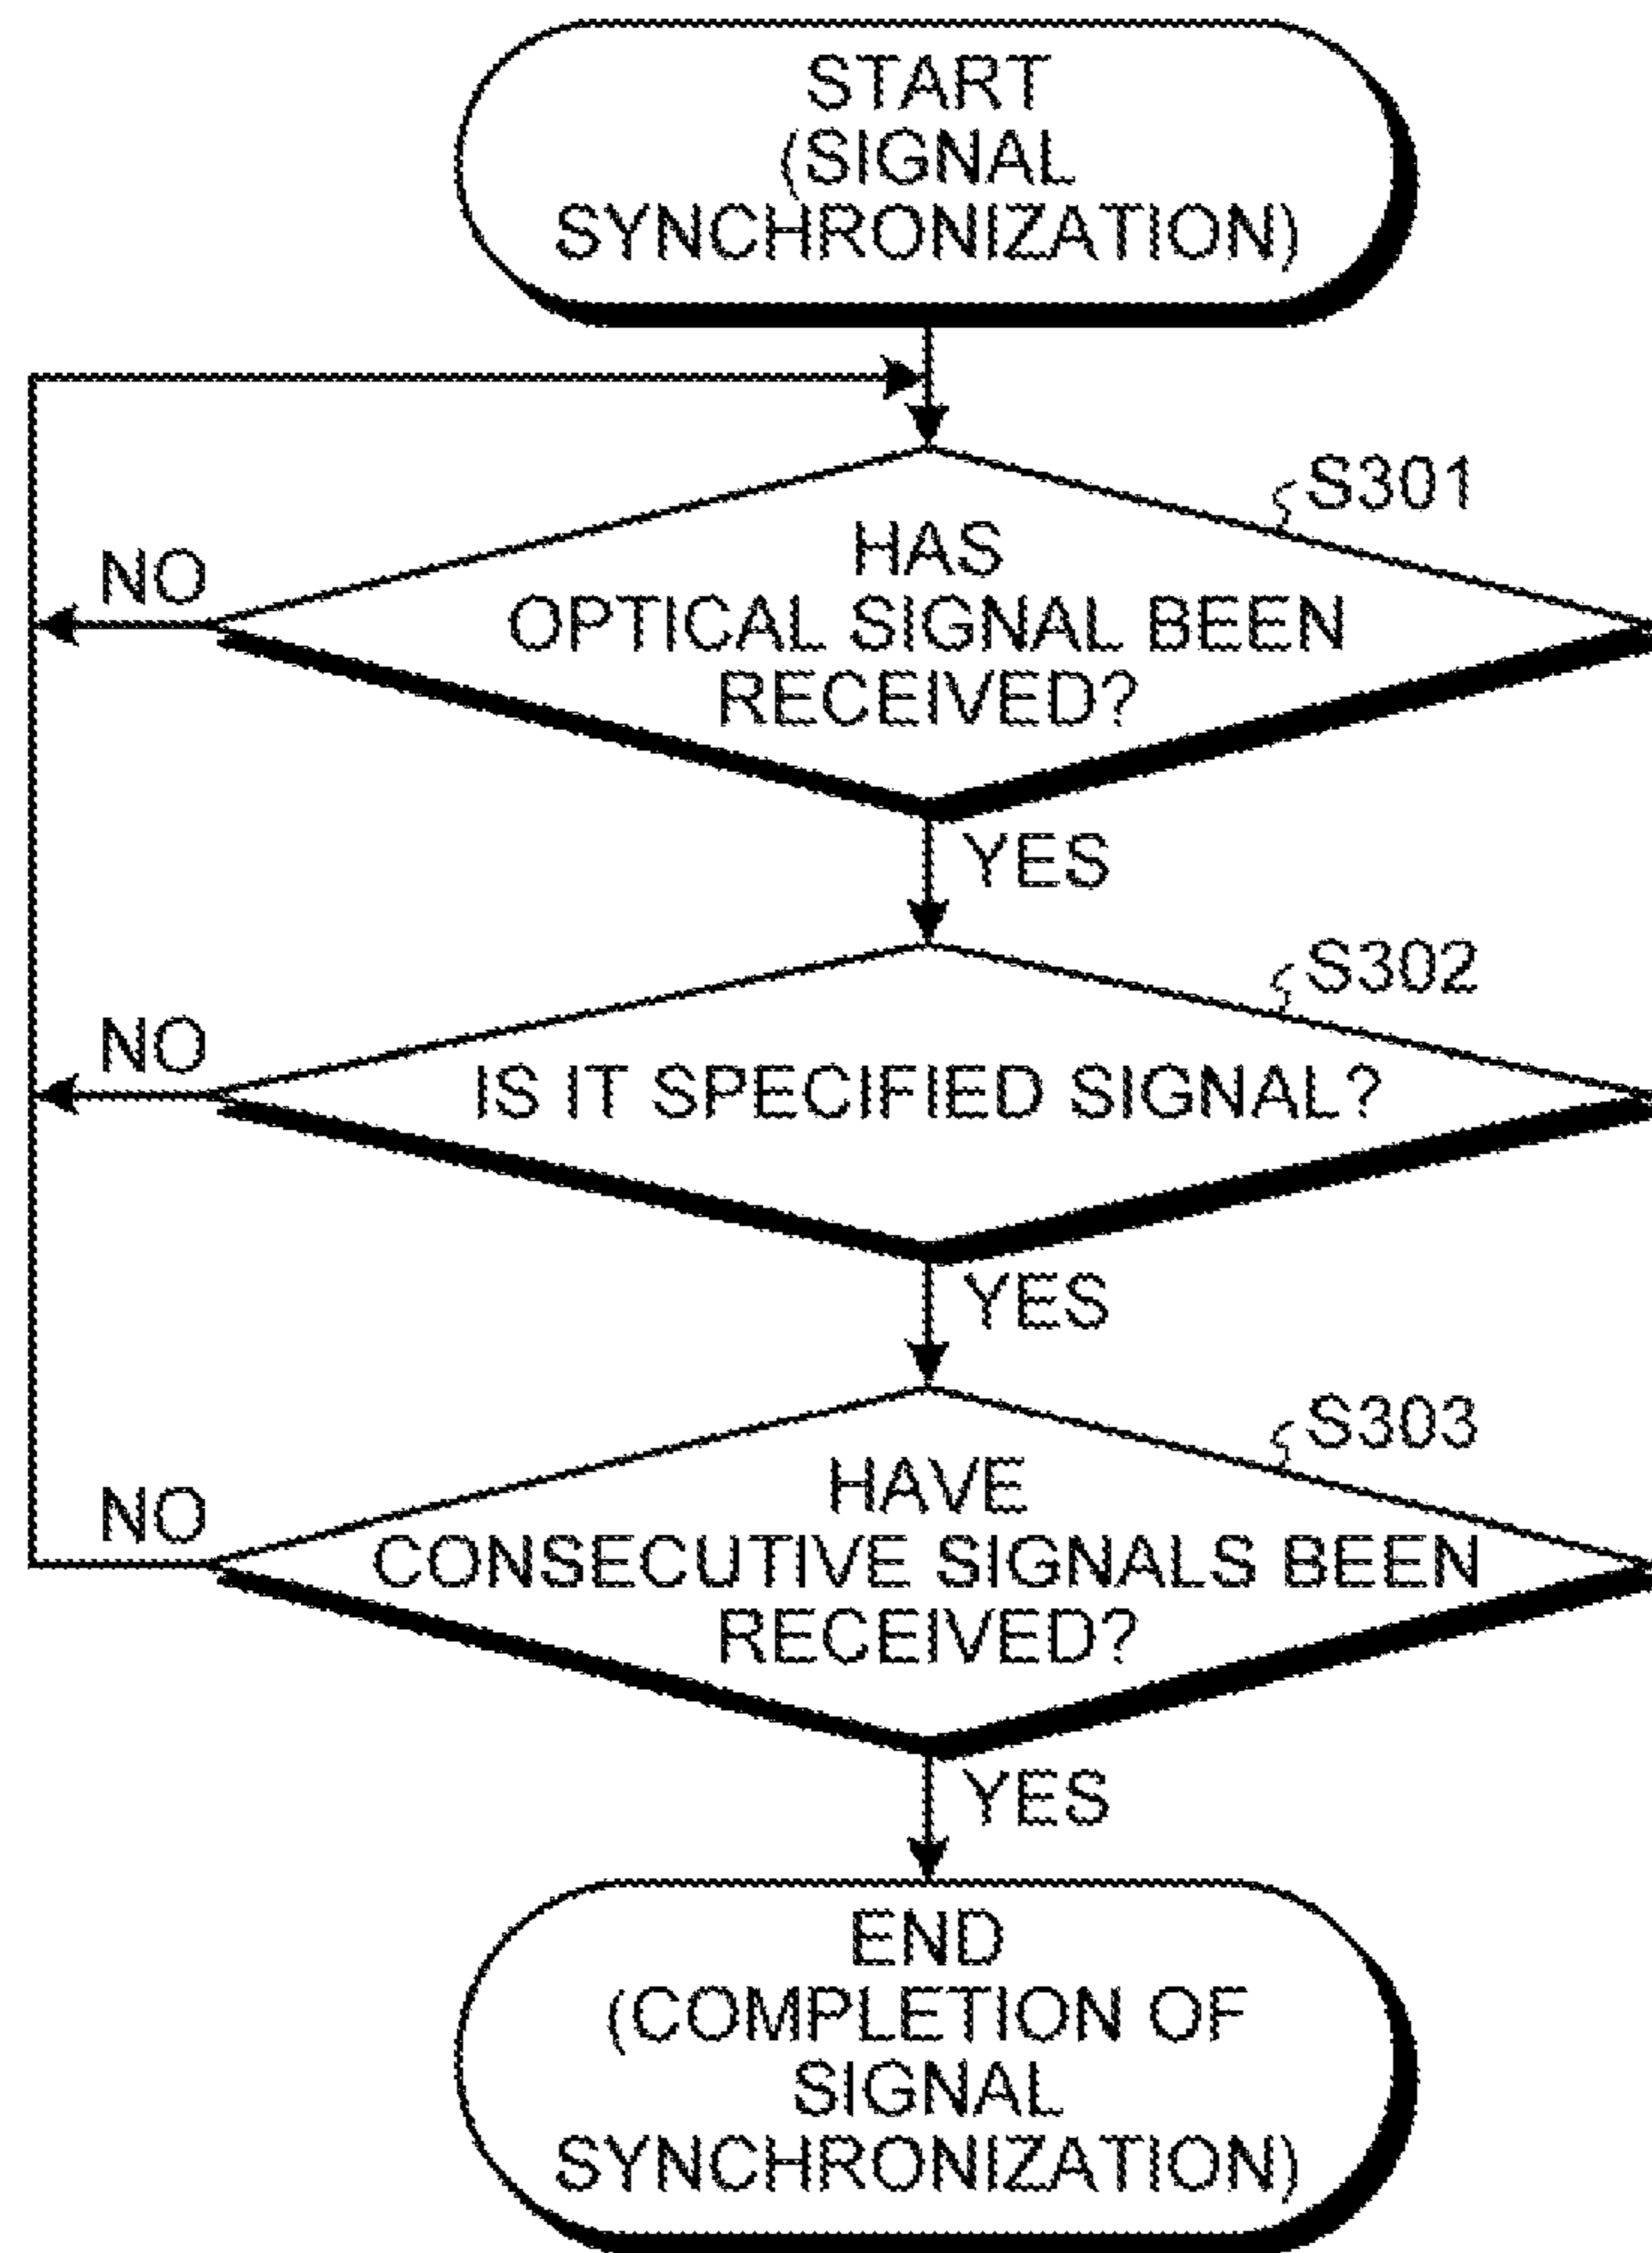 START
(SIGNAL
SYNCHRONIZATION)
S301
HAS
OPTICAL SIGNAL BEEN
RECEIVED?
NO
YES
S302
IS IT SPECIFIED SIGNAL?
NO
YES
S303
HAVE
CONSECUTIVE SIGNALS BEEN
RECEIVED?
NO
YES
END
(COMPLETION OF
SIGNAL
SYNCHRONIZATION)